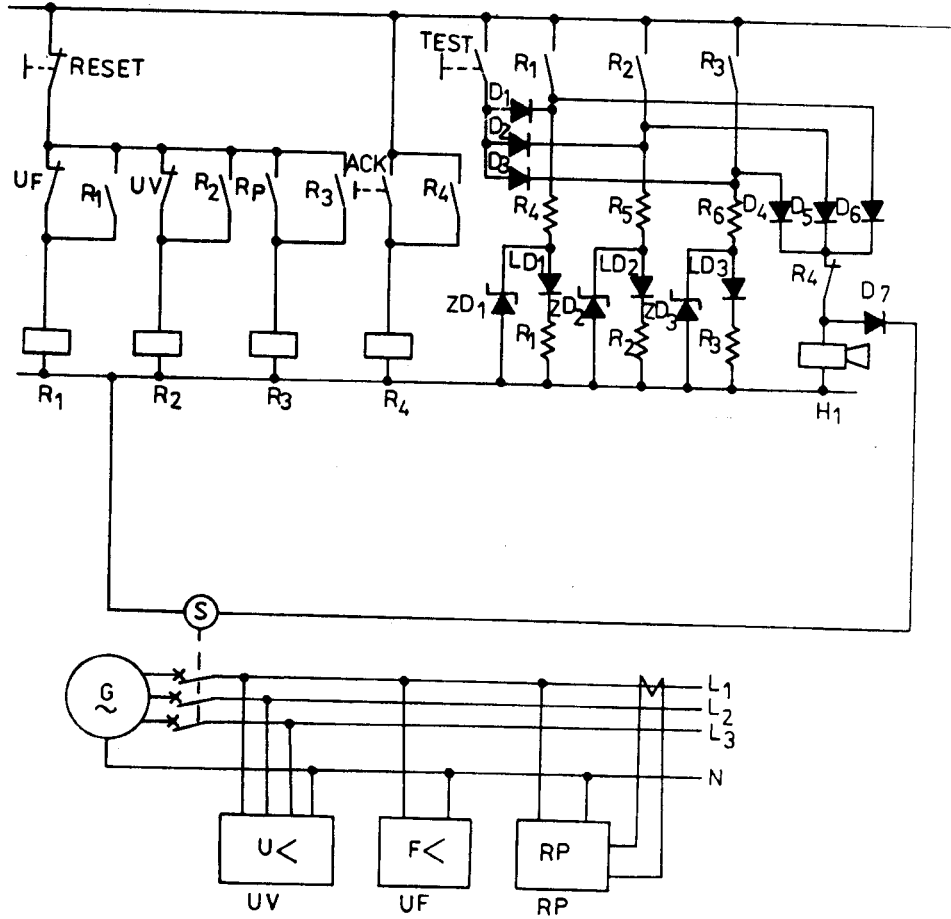 RESET
TEST
R1
R2
R3
D1
D2
D3
UF
R1
UV
R2
RP
R3
ACK
R4
R4
R5
R6
D4
D5
D6
LD1
LD2
LD3
ZD1
ZD2
ZD3
R4
D7
R1
R2
R3
R1
R2
R3
R4
H1
S
G
~
L1
L2
L3
N
U<
F<
RP
UV
UF
RP